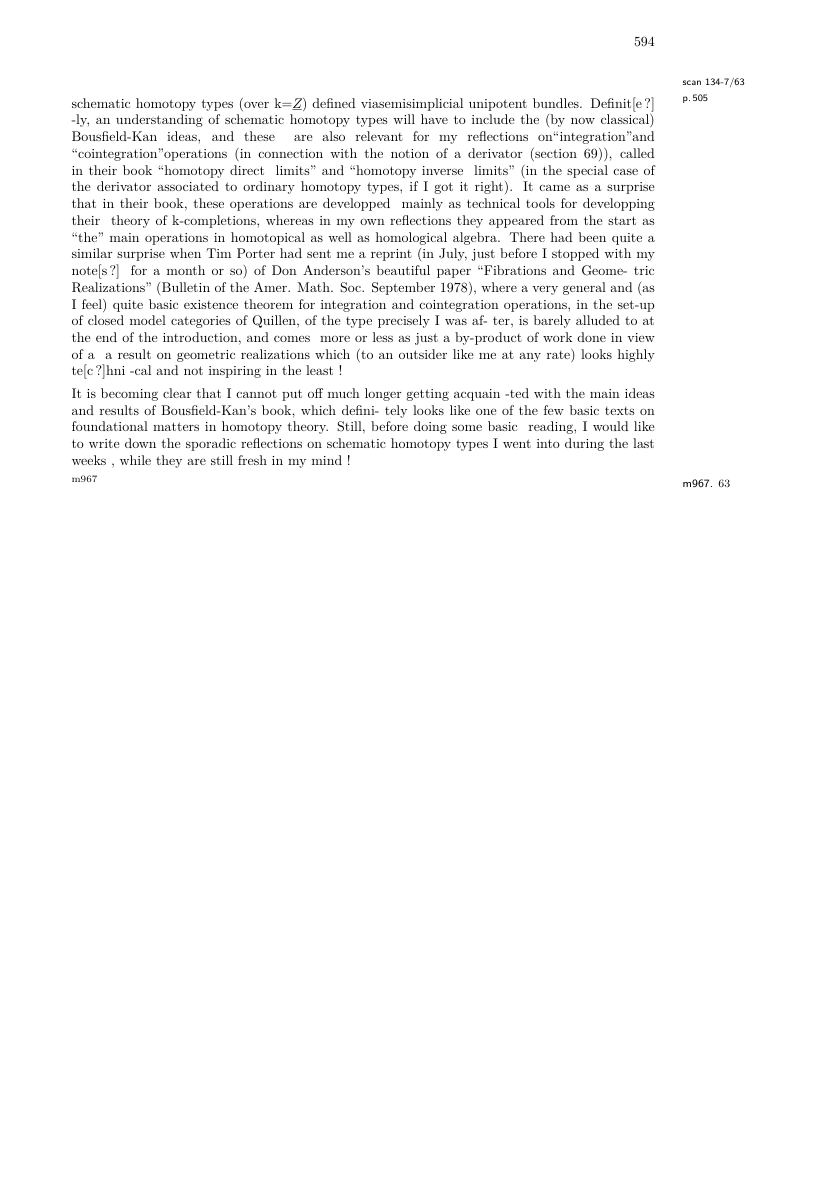 594
scan 134-7/63
p. 505
schematic homotopy types (over k=Z) defined viasemisimplicial unipotent bundles. Definit[e ?]
-ly, an understanding of schematic homotopy types will have to include the (by now classical)
Bousfield-Kan ideas, and these are also relevant for my reflections on“integration”and
“cointegration”operations (in connection with the notion of a derivator (section 69)), called
in their book “homotopy direct limits” and “homotopy inverse limits” (in the special case of
the derivator associated to ordinary homotopy types, if I got it right). It came as a surprise
that in their book, these operations are developped mainly as technical tools for developping
their theory of k-completions, whereas in my own reflections they appeared from the start as
“the” main operations in homotopical as well as homological algebra. There had been quite a
similar surprise when Tim Porter had sent me a reprint (in July, just before I stopped with my
note[s ?] for a month or so) of Don Anderson’s beautiful paper “Fibrations and Geome- tric
Realizations” (Bulletin of the Amer. Math. Soc. September 1978), where a very general and (as
I feel) quite basic existence theorem for integration and cointegration operations, in the set-up
of closed model categories of Quillen, of the type precisely I was af- ter, is barely alluded to at
the end of the introduction, and comes more or less as just a by-product of work done in view
of a a result on geometric realizations which (to an outsider like me at any rate) looks highly
te[c ?]hni -cal and not inspiring in the least !
It is becoming clear that I cannot put off much longer getting acquain -ted with the main ideas
and results of Bousfield-Kan’s book, which defini- tely looks like one of the few basic texts on
foundational matters in homotopy theory. Still, before doing some basic reading, I would like
to write down the sporadic reflections on schematic homotopy types I went into during the last
weeks , while they are still fresh in my mind !
m967
m967. 63